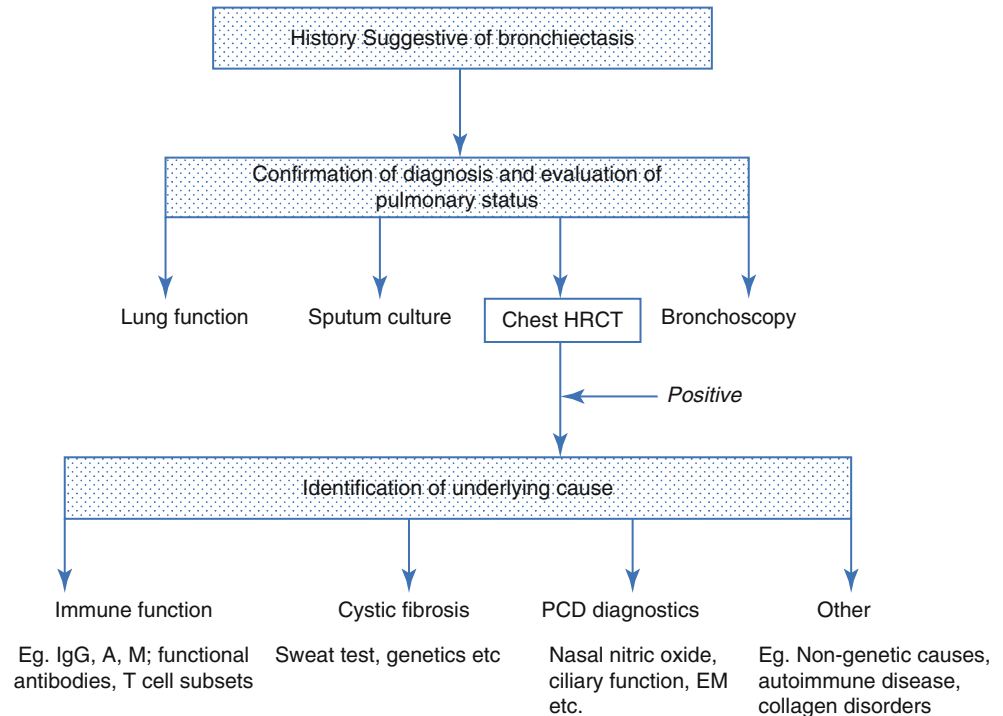 History Suggestive of bronchiectasis
Confirmation of diagnosis and evaluation of
pulmonary status
Lung function
Sputum culture
Chest HRCT
Bronchoscopy
Positive
Identification of underlying cause
Immune function
Eg. IgG, A, M; functional
antibodies, T cell subsets
Cystic fibrosis
Sweat test, genetics etc
PCD diagnostics
Nasal nitric oxide,
ciliary function, EM
etc.
Other
Eg. Non-genetic causes,
autoimmune disease,
collagen disorders